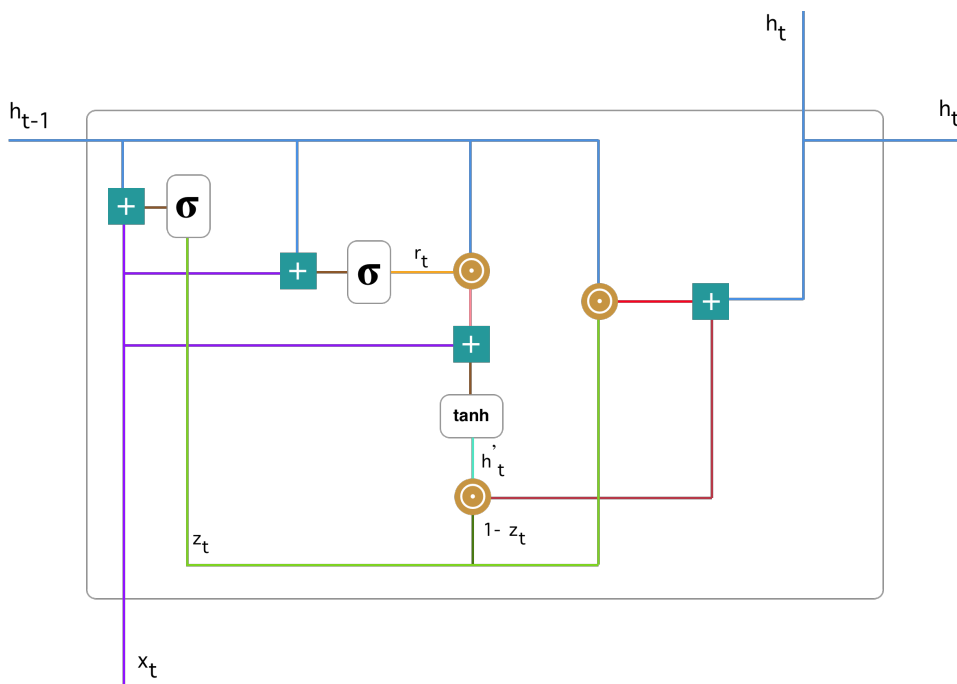 h_t
h_{t-1}
h_t
+
σ
+
σ
r_t
+
+
tanh
h'_t
z_t
1- z_t
x_t